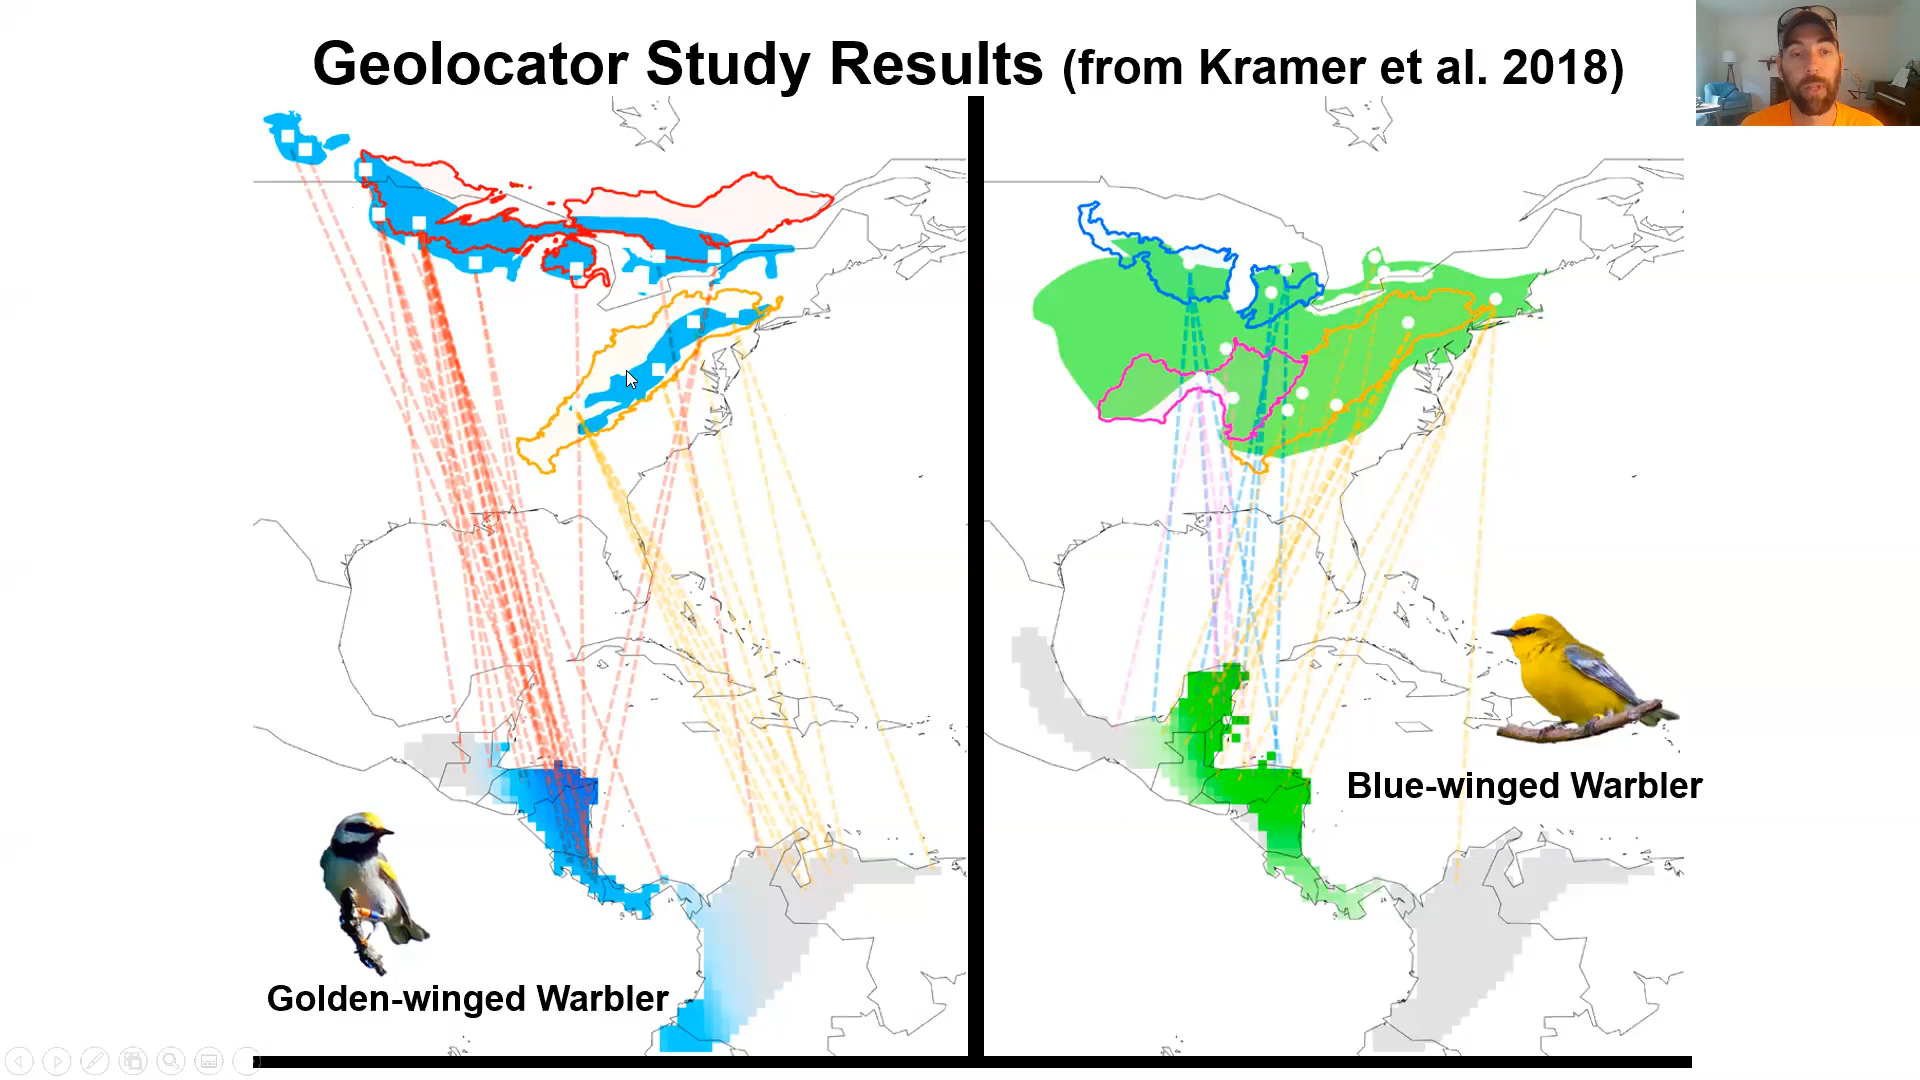 Geolocator Study Results (from Kramer et al. 2018)
Blue-winged Warbler
Golden-winged Warbler